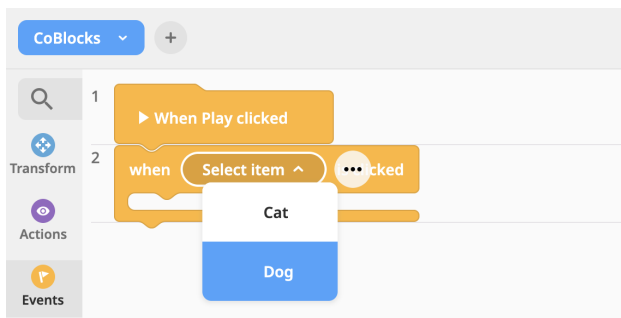 CoBlocks
+
1
When Play clicked
2
when Select item cked
Cat
Dog
Transform
Actions
Events